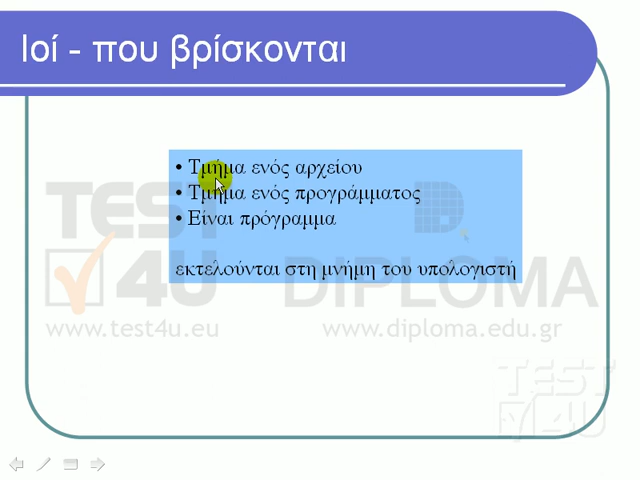 Ιοί - που βρίσκονται
• Τμήμα ενός αρχείου
• Τμήμα ενός προγράμματος
• Είναι πρόγραμμα
εκτελούνται στη μνήμη του υπολογιστή
TEST 4U
www.test4u.eu
D
DIPLOMA
www.diploma.edu.gr
TEST 4U